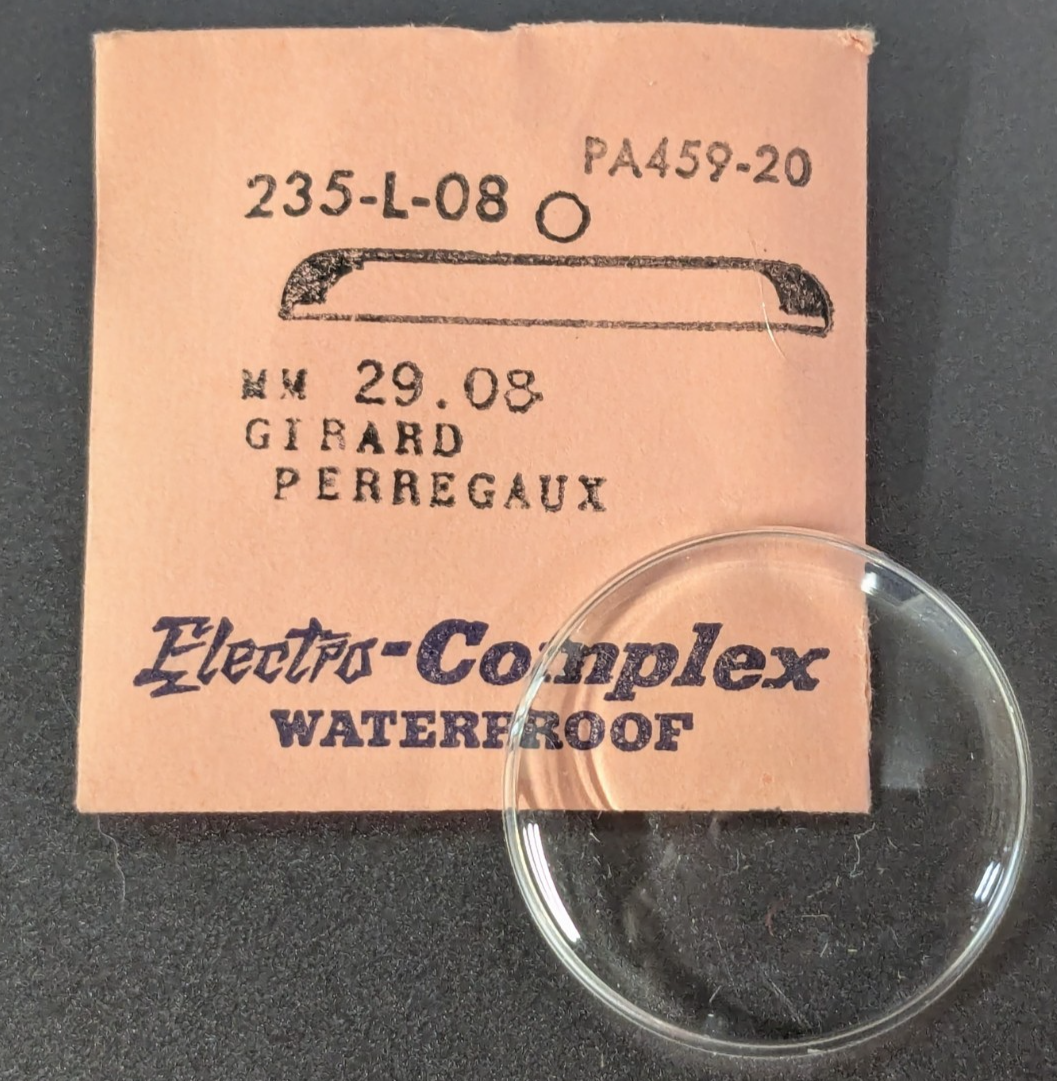 PA459-20
235-L-08
MM 29.08
GIRARD
PERREGAUX
Electro-Complex
WATERPROOF